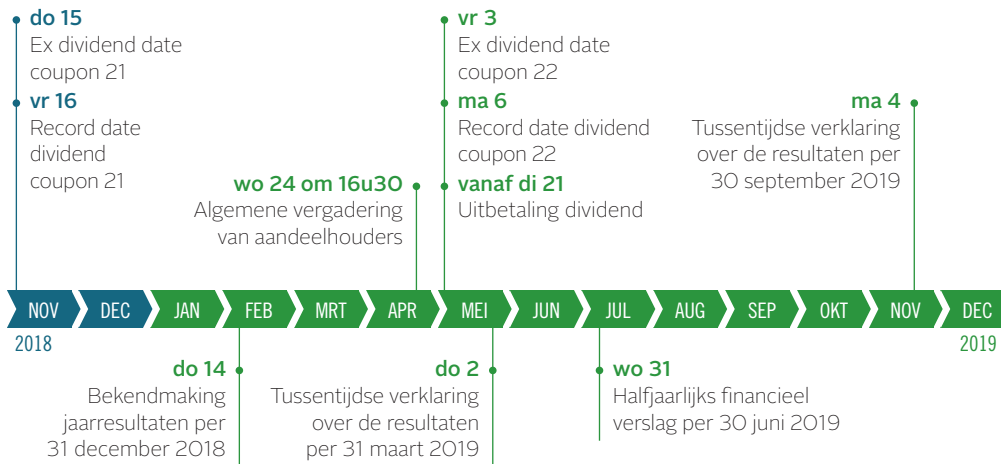 do 15
Ex dividend date
coupon 21
vr 16
Record date
dividend
coupon 21
wo 24 om 16u30
Algemene vergadering
van aandeelhouders
vr 3
Ex dividend date
coupon 22
ma 6
Record date dividend
coupon 22
vanaf di 21
Uitbetaling dividend
ma 4
Tussentijdse verklaring
over de resultaten per
30 september 2019
NOV DEC JAN FEB MRT APR MEI JUN JUL AUG SEP OKT NOV DEC
2018 2019
do 14
Bekendmaking
jaarresultaten per
31 december 2018
do 2
Tussentijdse verklaring
over de resultaten
per 31 maart 2019
wo 31
Halfjaarlijks financieel
verslag per 30 juni 2019